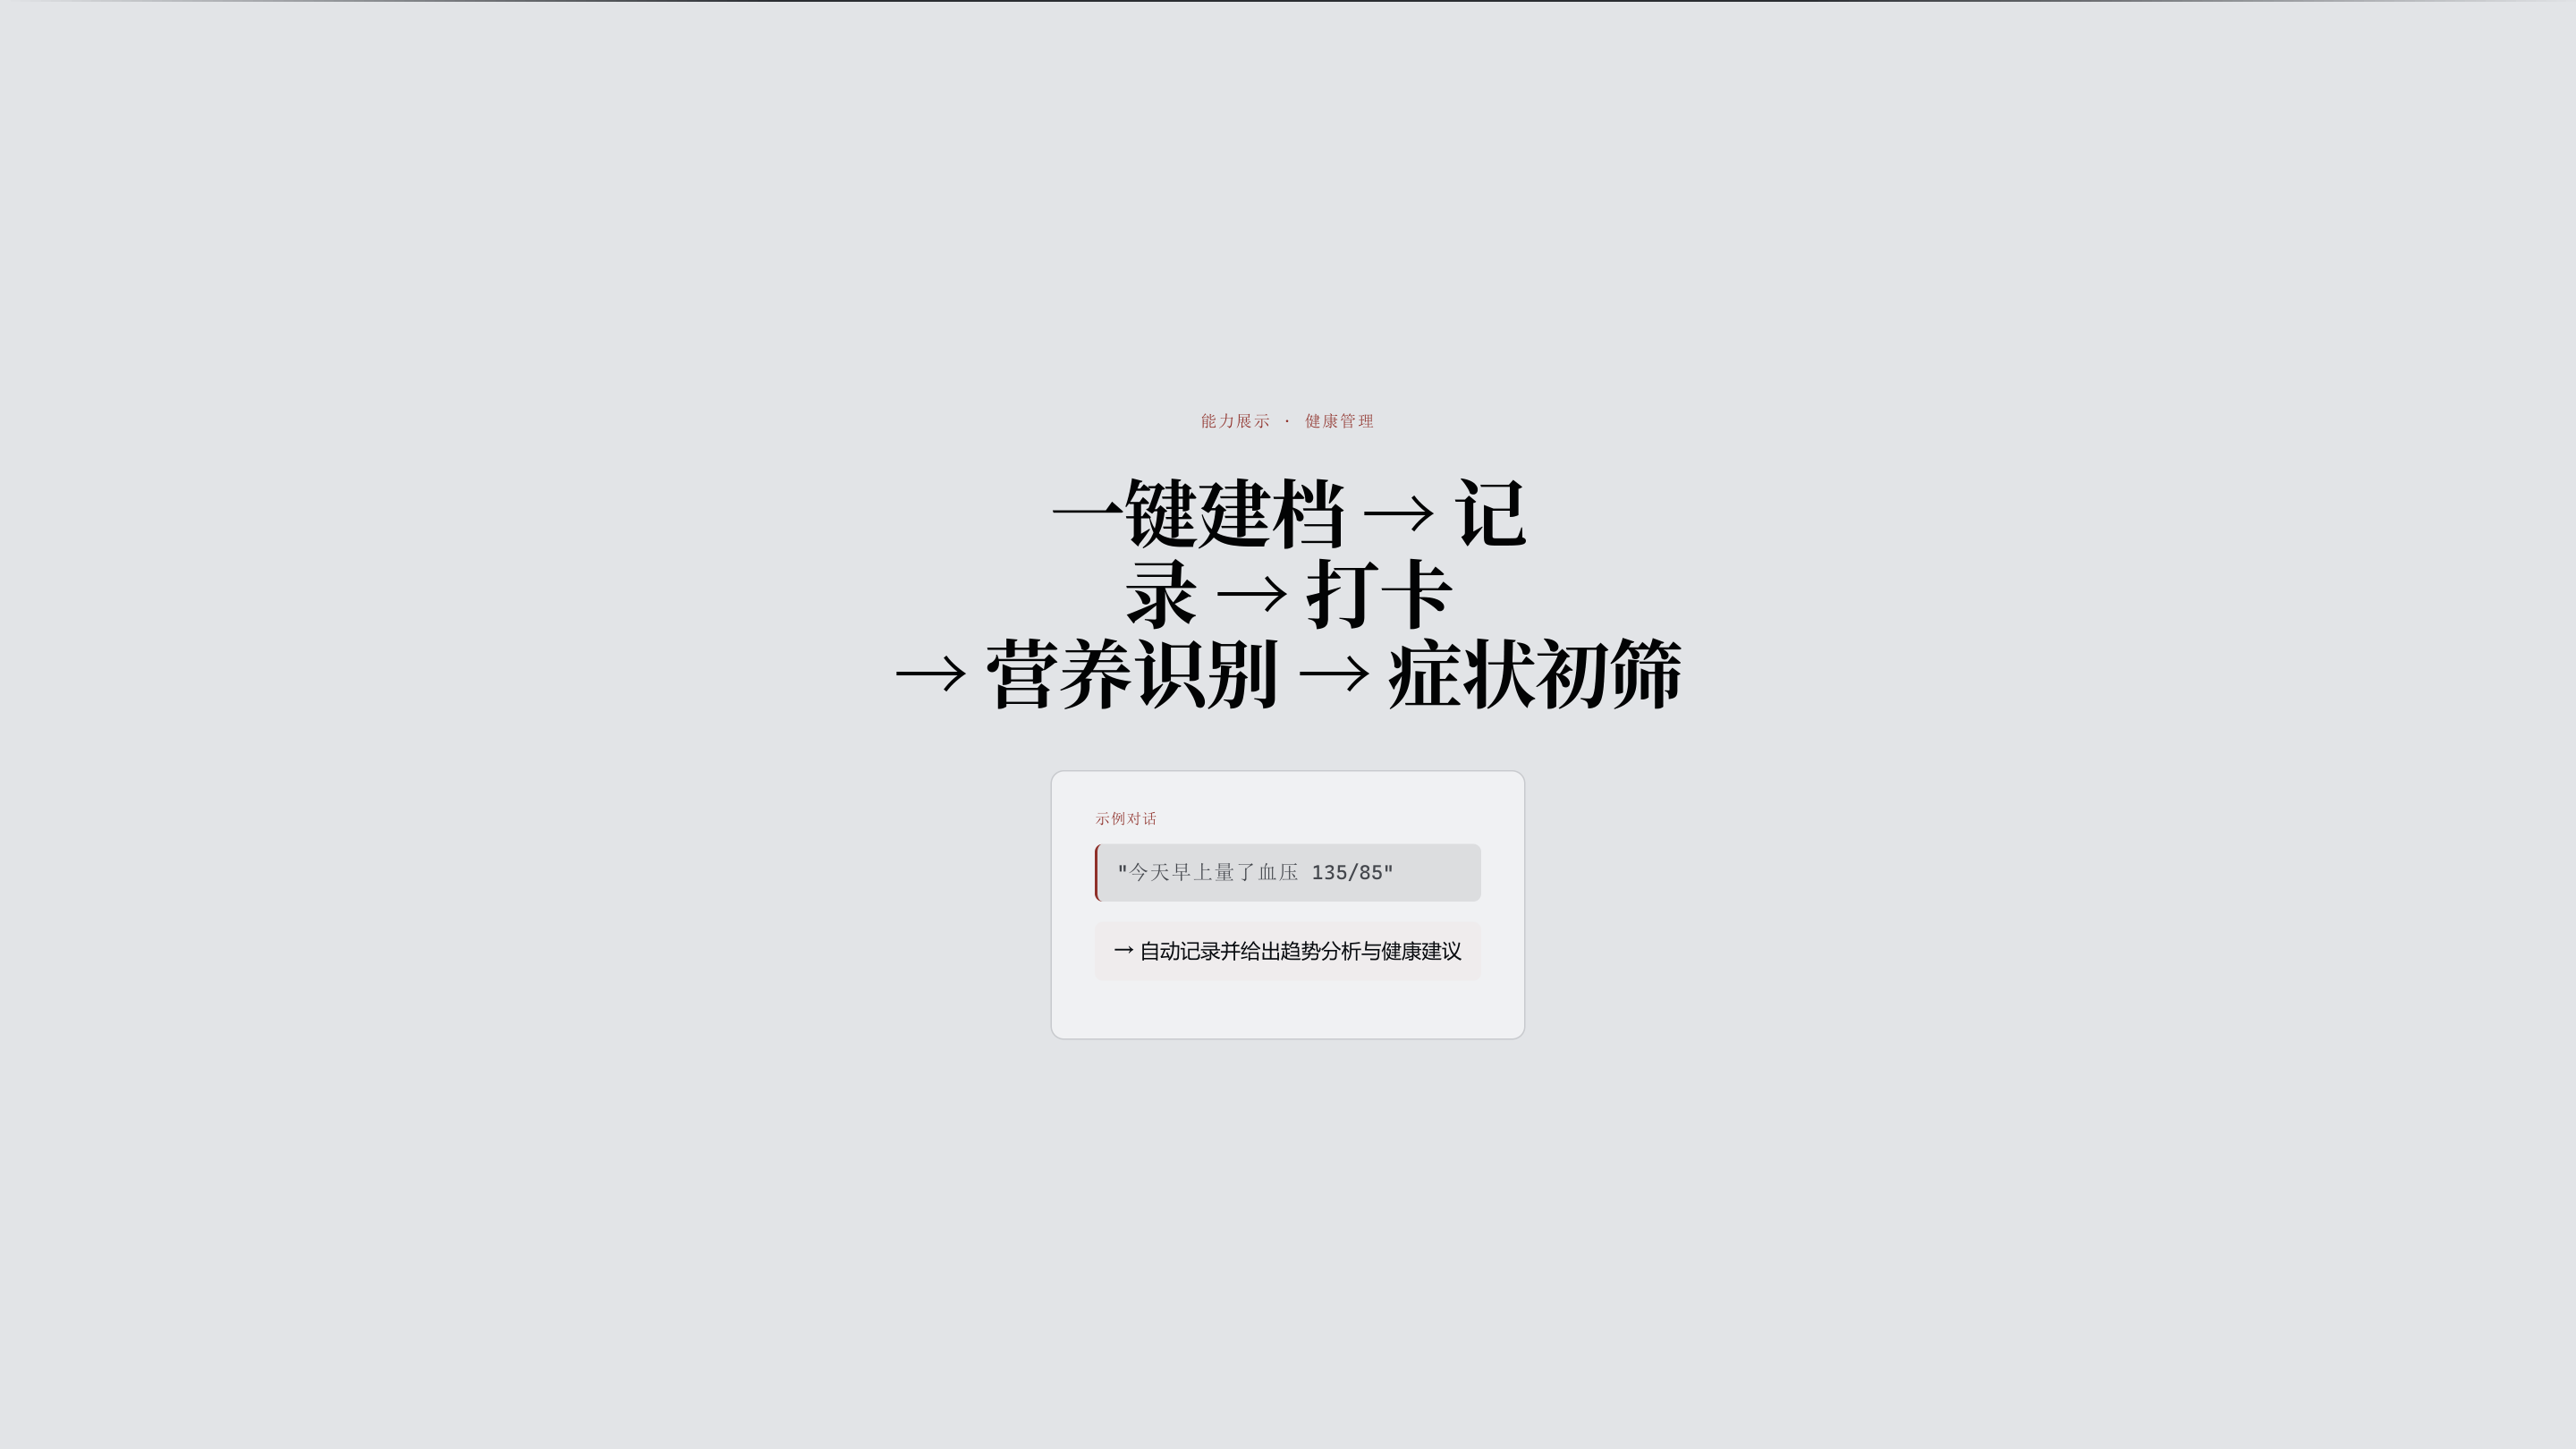 能力展示 · 健康管理
一键建档 → 记
录 → 打卡
→ 营养识别 → 症状初筛
示例对话
"今天早上量了血压 135/85"
→ 自动记录并给出趋势分析与健康建议